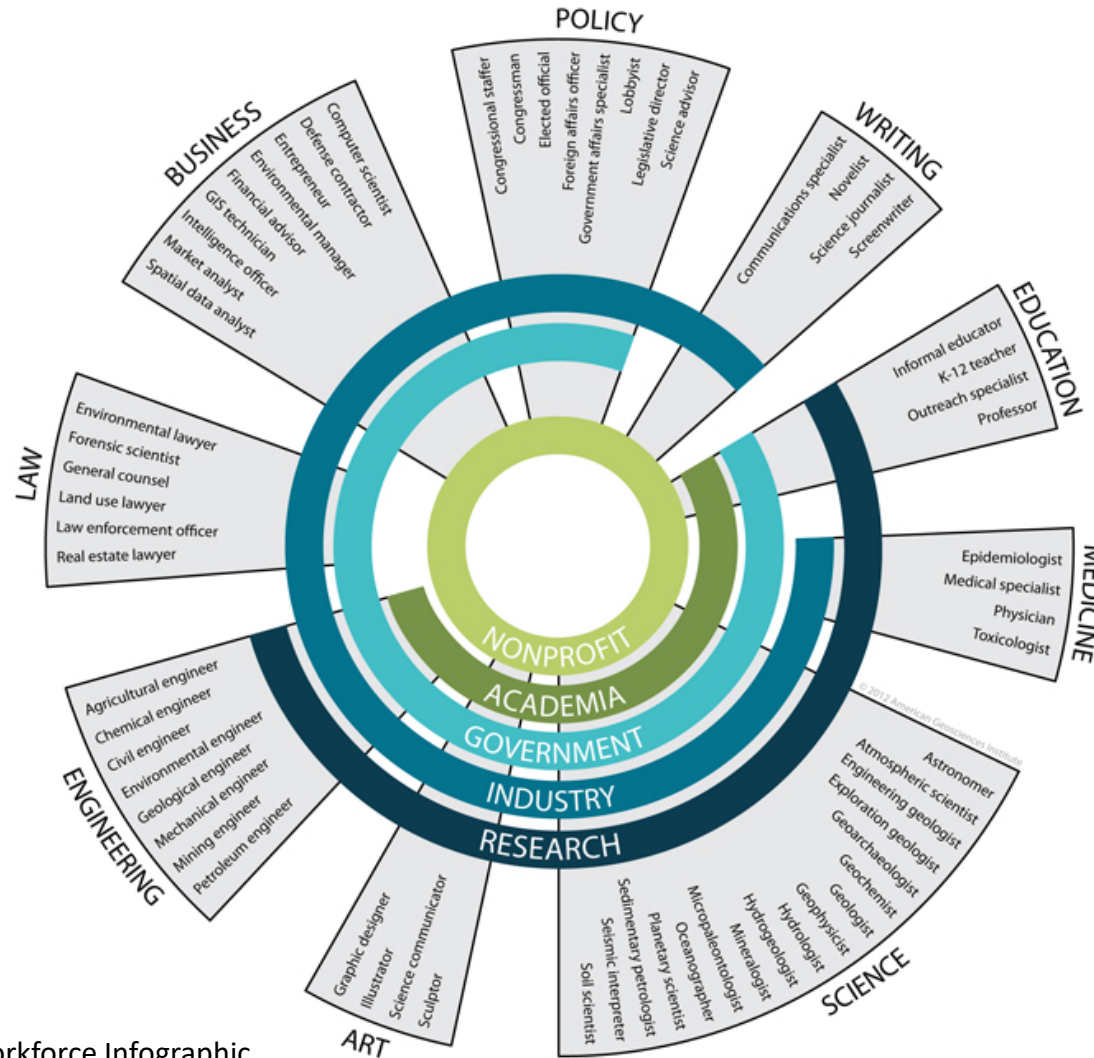 POLICY
Congressional staffer
Congressman
Elected official
Foreign affairs officer
Government affairs specialist
Lobbyist
Legislative director
Science advisor
WRITING
Communications specialist
Novelist
Science journalist
Screenwriter
EDUCATION
Informal educator
K-12 teacher
Outreach specialist
Professor
MEDICINE
Epidemiologist
Medical specialist
Physician
Toxicologist
© 2012 American Geosciences Institute
SCIENCE
Astronomer
Atmospheric scientist
Engineering geologist
Exploration geologist
Geoarchaeologist
Geochemist
Geologist
Geophysicist
Hydrologist
Hydrogeologist
Mineralogist
Micropaleontologist
Oceanographer
Planetary scientist
Sedimentary petrologist
Seismic interpreter
Soil scientist
ART
Graphic designer
Illustrator
Science communicator
Sculptor
ENGINEERING
Agricultural engineer
Chemical engineer
Civil engineer
Environmental engineer
Geological engineer
Mechanical engineer
Mining engineer
Petroleum engineer
LAW
Environmental lawyer
Forensic scientist
General counsel
Land use lawyer
Law enforcement officer
Real estate lawyer
BUSINESS
Computer scientist
Defense contractor
Entrepreneur
Environmental manager
Financial advisor
GIS technician
Intelligence officer
Market analyst
Spatial data analyst
NONPROFIT
ACADEMIA
GOVERNMENT
INDUSTRY
RESEARCH
Infographic